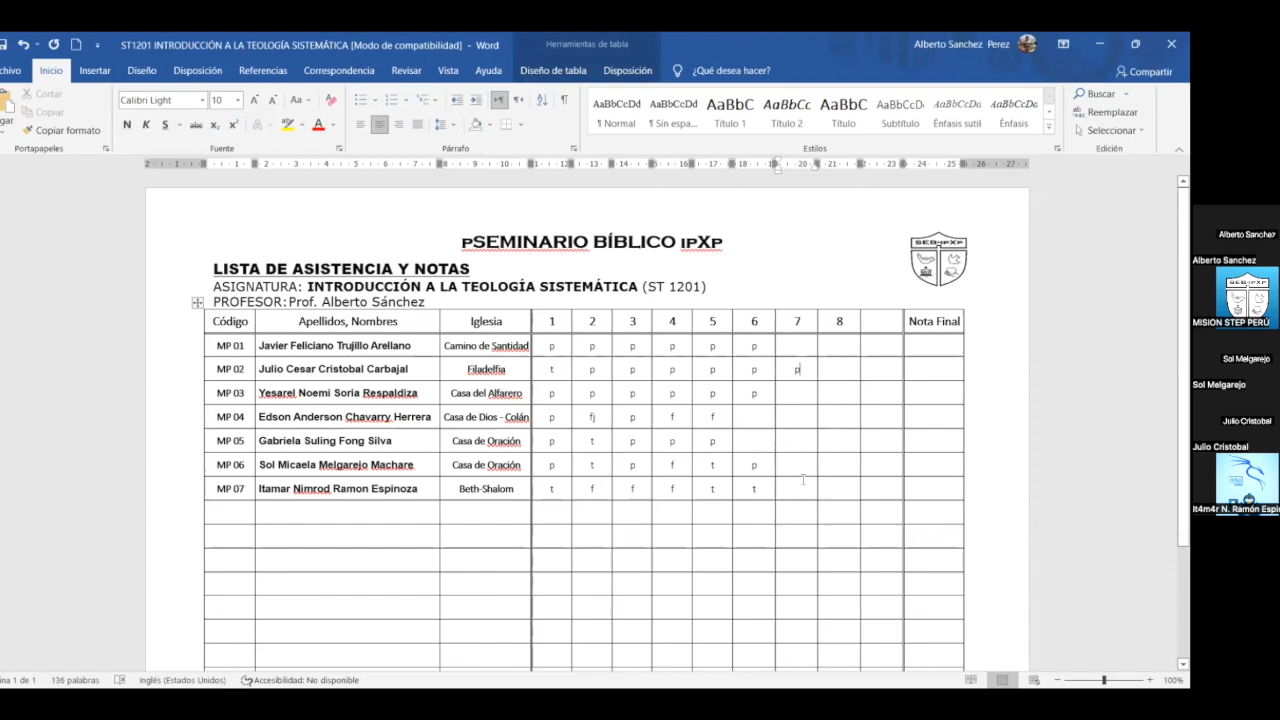 ST1201 INTRODUCCIÓN A LA TEOLOGÍA SISTEMÁTICA [Modo de compatibilidad] - Word
Herramientas de tabla
Alberto Sanchez Perez
Inicio Insertar Diseño Disposición Referencias Correspondencia Revisar Vista Ayuda Diseño de tabla Disposición ¿Qué desea hacer? Compartir
Cortar
Copiar
Copiar formato
Portapapeles
Calibri Light 10
Fuente
Párrafo
AaBbCcDd AaBbCcDd AaBbC AaBbCc AaBbC AaBbCcD AaBbCcDd AaBbCcDd
¶ Normal ¶ Sin espa... Título 1 Título 2 Título Subtítulo Énfasis sutil Énfasis
Estilos
Buscar
Reemplazar
Seleccionar
Edición
pSEMINARIO BÍBLICO IPXP
SEB-IPXP
LISTA DE ASISTENCIA Y NOTAS
ASIGNATURA: INTRODUCCIÓN A LA TEOLOGÍA SISTEMÁTICA (ST 1201)
PROFESOR: Prof. Alberto Sánchez
Código Apellidos, Nombres Iglesia 1 2 3 4 5 6 7 8 Nota Final
MP 01 Javier Feliciano Trujillo Arellano Camino de Santidad p p p p p p
MP 02 Julio Cesar Cristobal Carbajal Filadelfia t p p p p p p
MP 03 Yesarel Noemi Soria Respaldiza Casa del Alfarero p p p p p p
MP 04 Edson Anderson Chavarry Herrera Casa de Dios - Colán p fj p f f
MP 05 Gabriela Suling Fong Silva Casa de Oración p t p p p
MP 06 Sol Micaela Melgarejo Machare Casa de Oración p t p f t p
MP 07 Itamar Nimrod Ramon Espinoza Beth-Shalom t f f f t t
136 palabras Inglés (Estados Unidos) Accesibilidad: No disponible 100%
Alberto Sanchez
Alberto Sanchez
MISION STEP PERÚ
Sol Melgarejo
Sol Melgarejo
Julio Cristobal
Julio Cristobal
It4m4r N. Ramón Espi